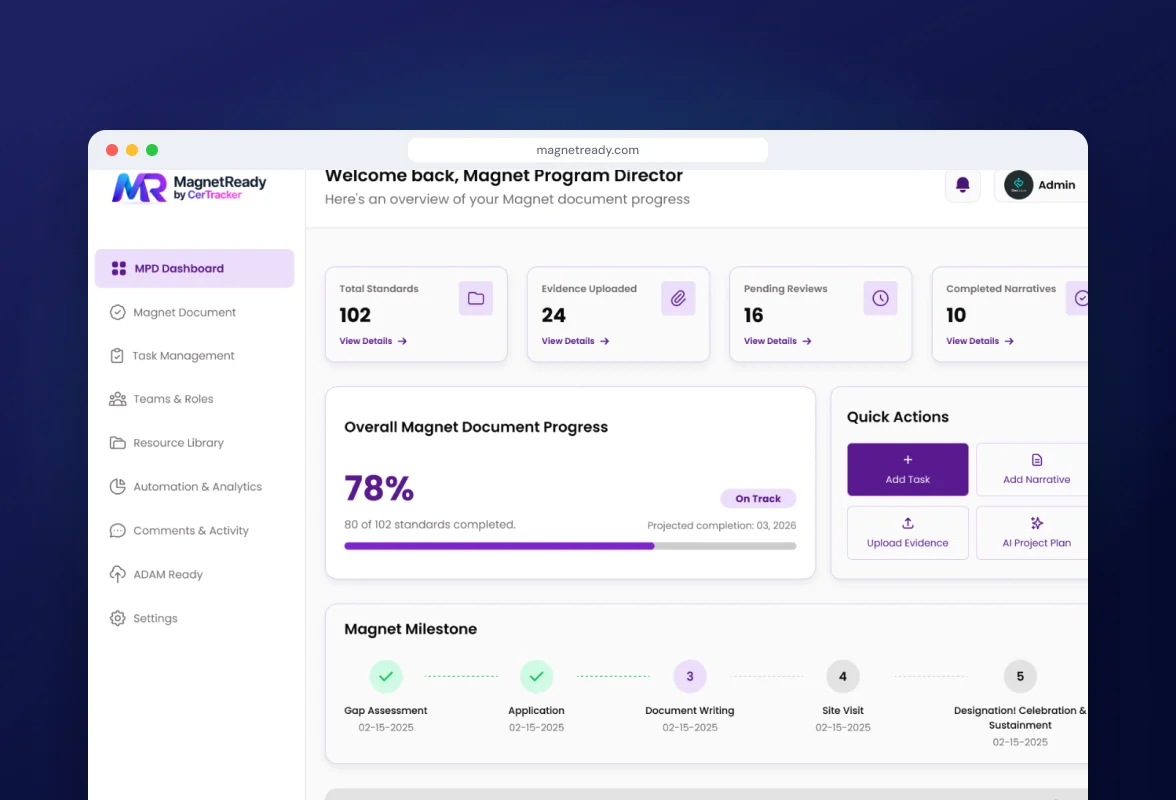 magnetready.com
MR MagnetReady
by CerTracker
Welcome back, Magnet Program Director
Here's an overview of your Magnet document progress
Admin
MPD Dashboard
Magnet Document
Task Management
Teams & Roles
Resource Library
Automation & Analytics
Comments & Activity
ADAM Ready
Settings
Total Standards
102
View Details
Evidence Uploaded
24
View Details
Pending Reviews
16
View Details
Completed Narratives
10
View Details
Overall Magnet Document Progress
78%
On Track
80 of 102 standards completed.
Projected completion: 03, 2026
Quick Actions
Add Task
Add Narrative
Upload Evidence
AI Project Plan
Magnet Milestone
Gap Assessment
02-15-2025
Application
02-15-2025
3
Document Writing
02-15-2025
4
Site Visit
02-15-2025
5
Designation! Celebration &
Sustainment
02-15-2025